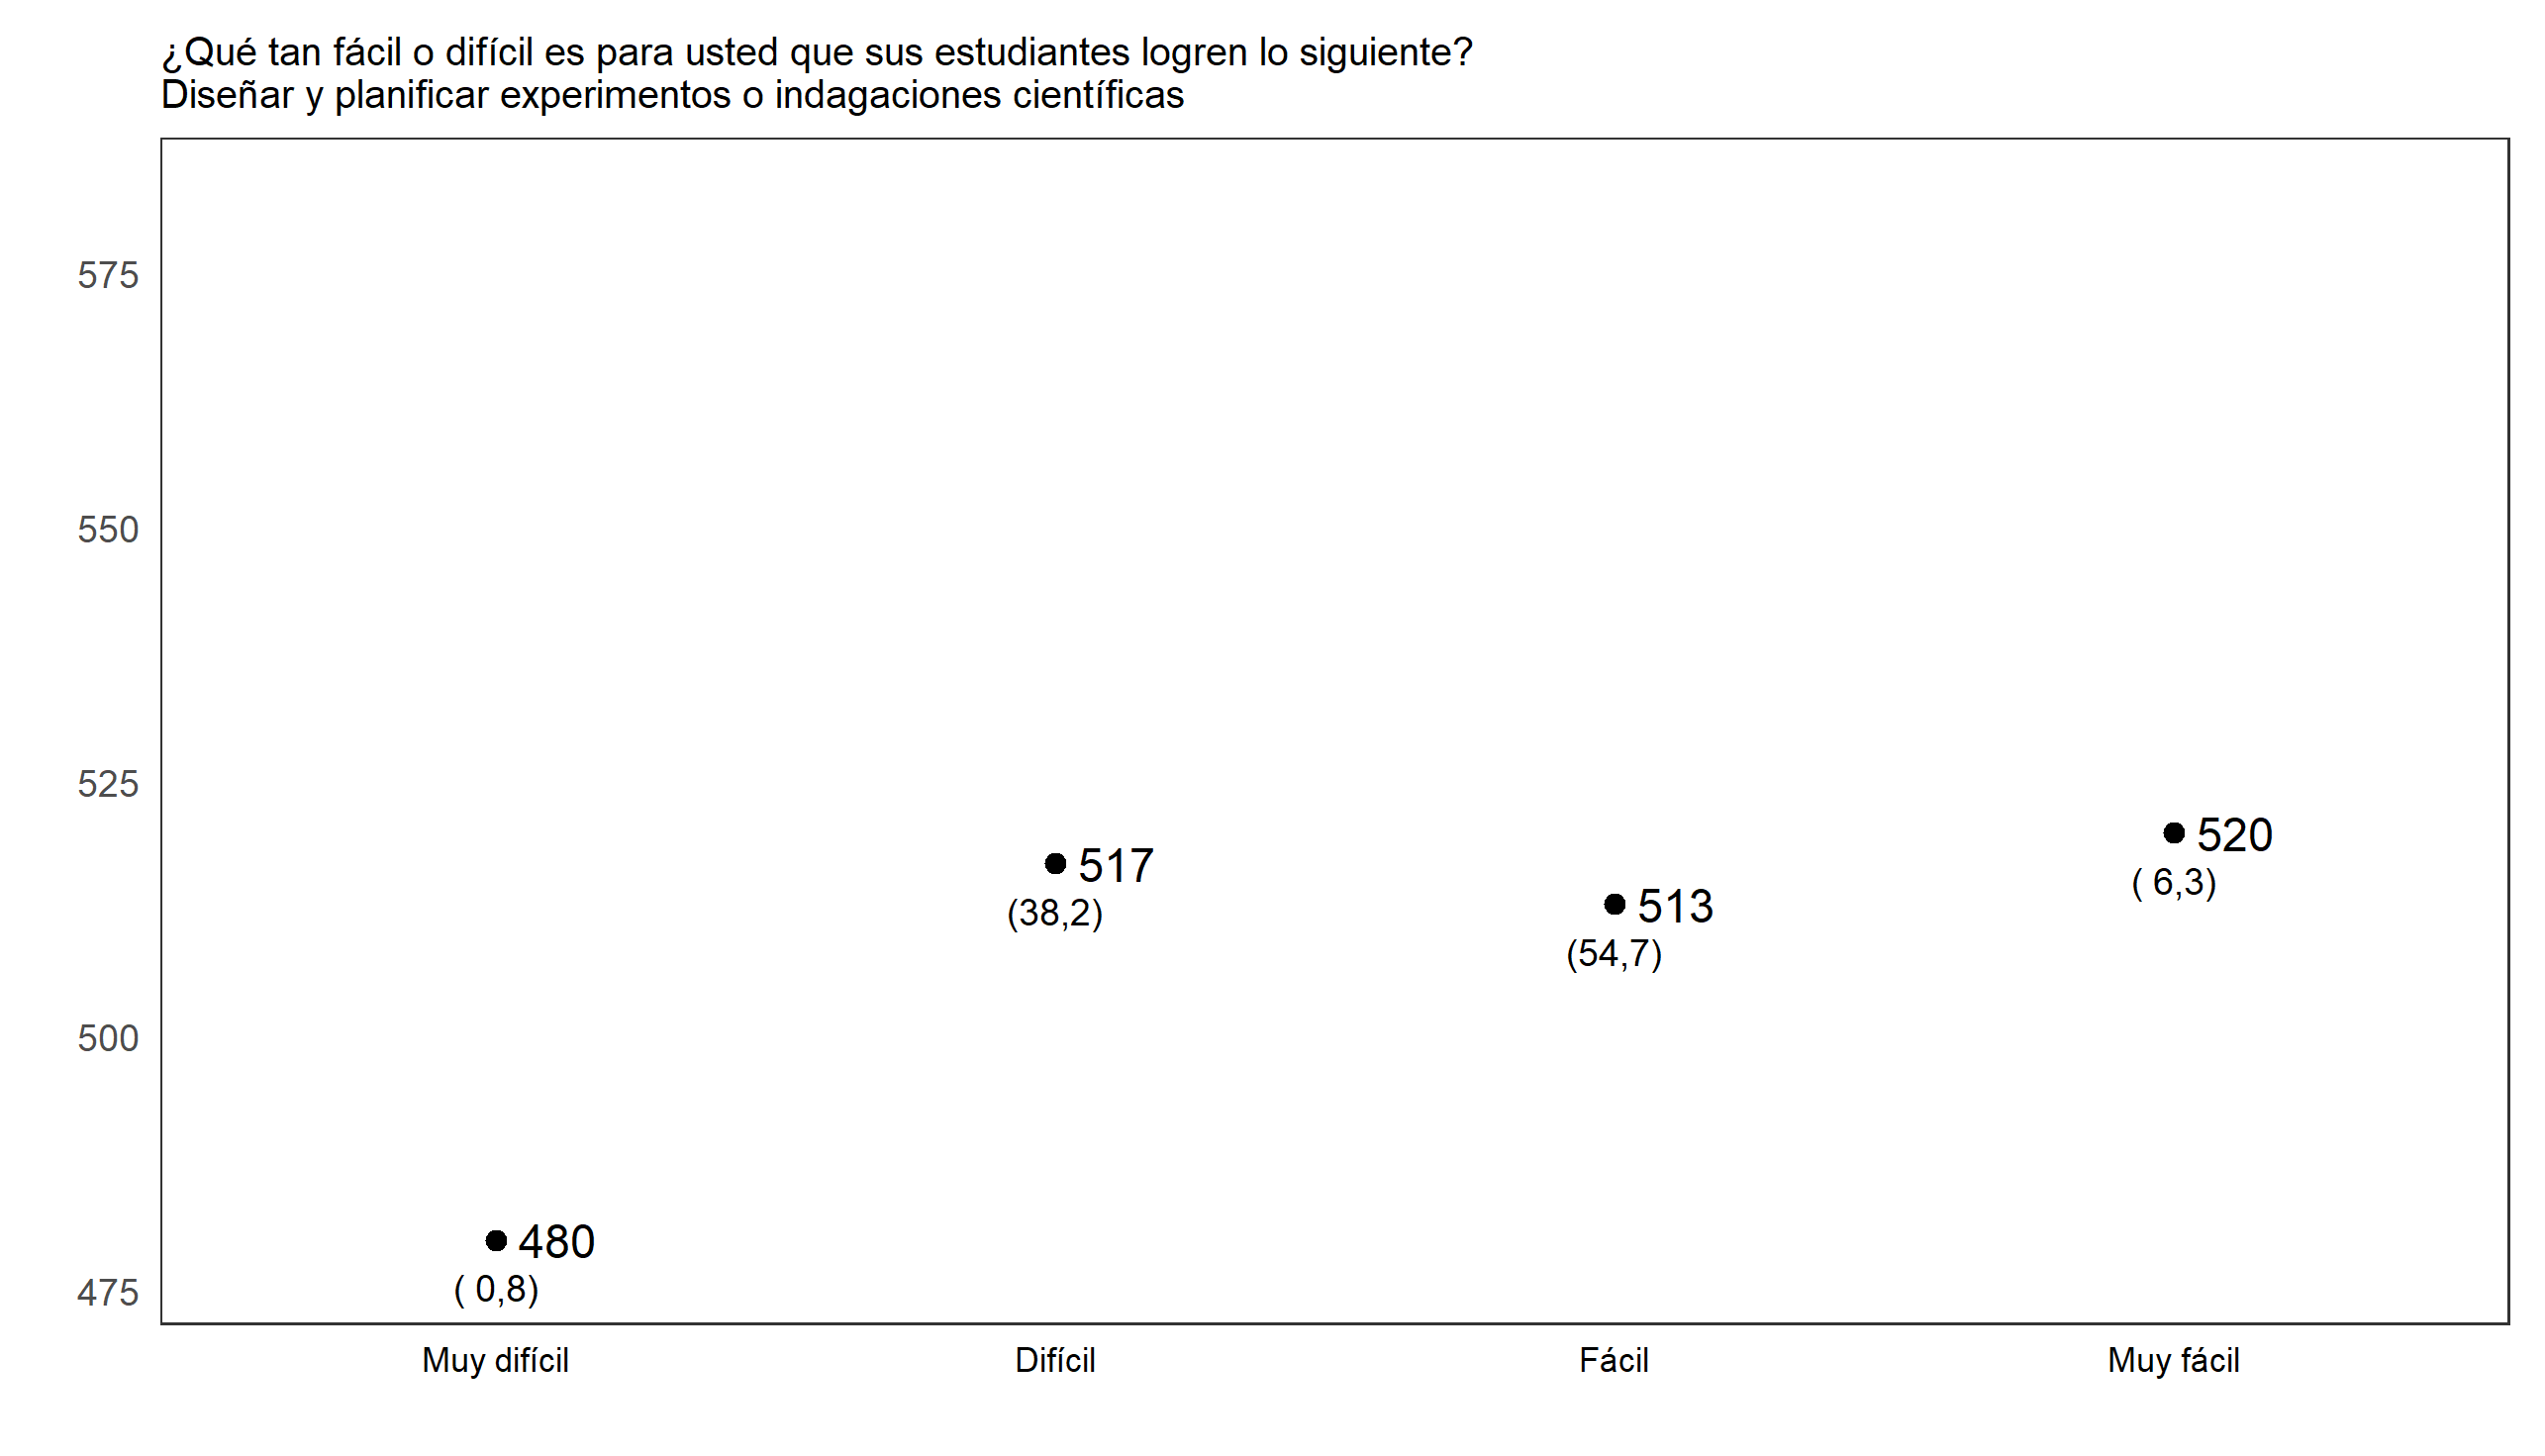 ¿Qué tan fácil o difícil es para usted que sus estudiantes logren lo siguiente?
Diseñar y planificar experimentos o indagaciones científicas
575
550
525
500
475
480
( 0,8)
517
(38,2)
513
(54,7)
520
( 6,3)
Muy difícil
Difícil
Fácil
Muy fácil